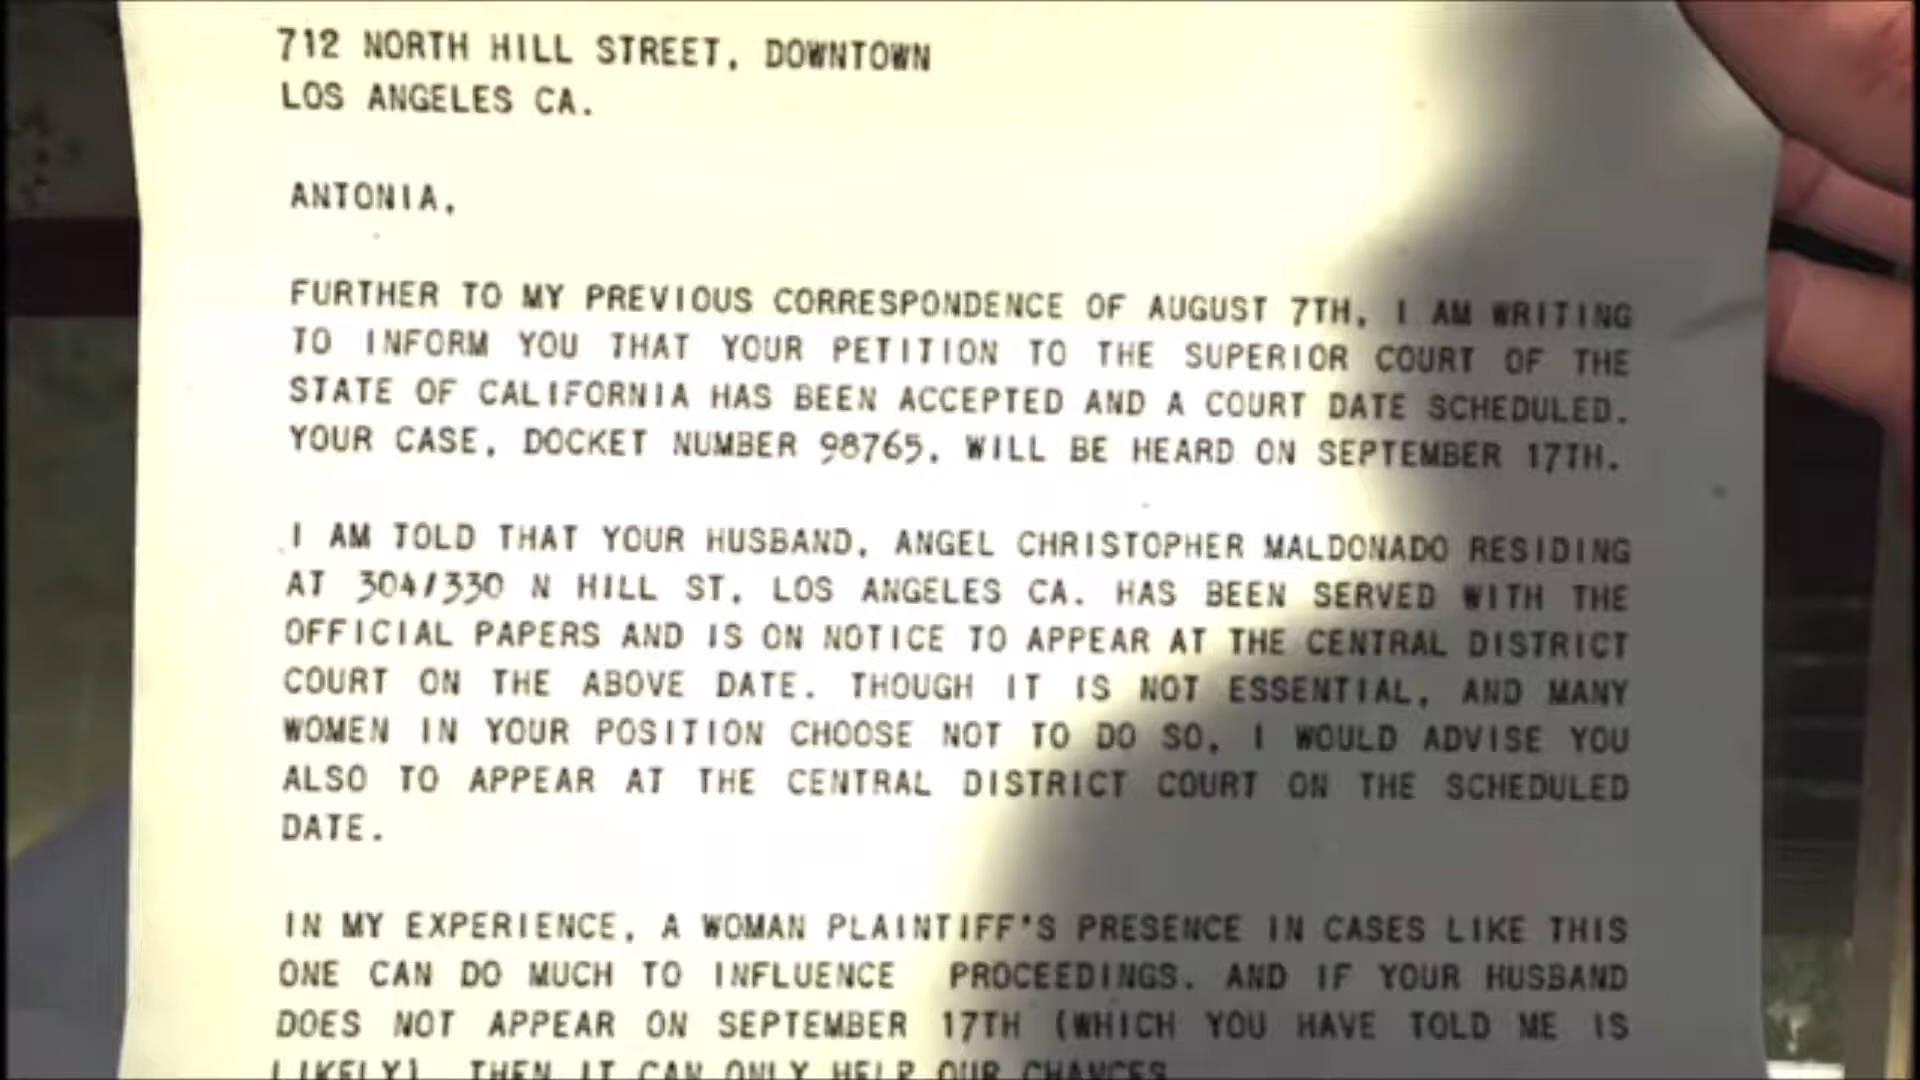 712 NORTH HILL STREET, DOWNTOWN
LOS ANGELES CA.
ANTONIA,
FURTHER TO MY PREVIOUS CORRESPONDENCE OF AUGUST 7TH, I AM WRITING
TO INFORM YOU THAT YOUR PETITION TO THE SUPERIOR COURT OF THE
STATE OF CALIFORNIA HAS BEEN ACCEPTED AND A COURT DATE SCHEDULED.
YOUR CASE, DOCKET NUMBER 98765, WILL BE HEARD ON SEPTEMBER 17TH.
I AM TOLD THAT YOUR HUSBAND, ANGEL CHRISTOPHER MALDONADO RESIDING
AT 304/330 N HILL ST, LOS ANGELES CA. HAS BEEN SERVED WITH THE
OFFICIAL PAPERS AND IS ON NOTICE TO APPEAR AT THE CENTRAL DISTRICT
COURT ON THE ABOVE DATE. THOUGH IT IS NOT ESSENTIAL, AND MANY
WOMEN IN YOUR POSITION CHOOSE NOT TO DO SO, I WOULD ADVISE YOU
ALSO TO APPEAR AT THE CENTRAL DISTRICT COURT ON THE SCHEDULED
DATE.
IN MY EXPERIENCE, A WOMAN PLAINTIFF'S PRESENCE IN CASES LIKE THIS
ONE CAN DO MUCH TO INFLUENCE PROCEEDINGS. AND IF YOUR HUSBAND
DOES NOT APPEAR ON SEPTEMBER 17TH (WHICH YOU HAVE TOLD ME IS
LIKELY), THEN IT CAN ONLY HELP OUR CHANCES